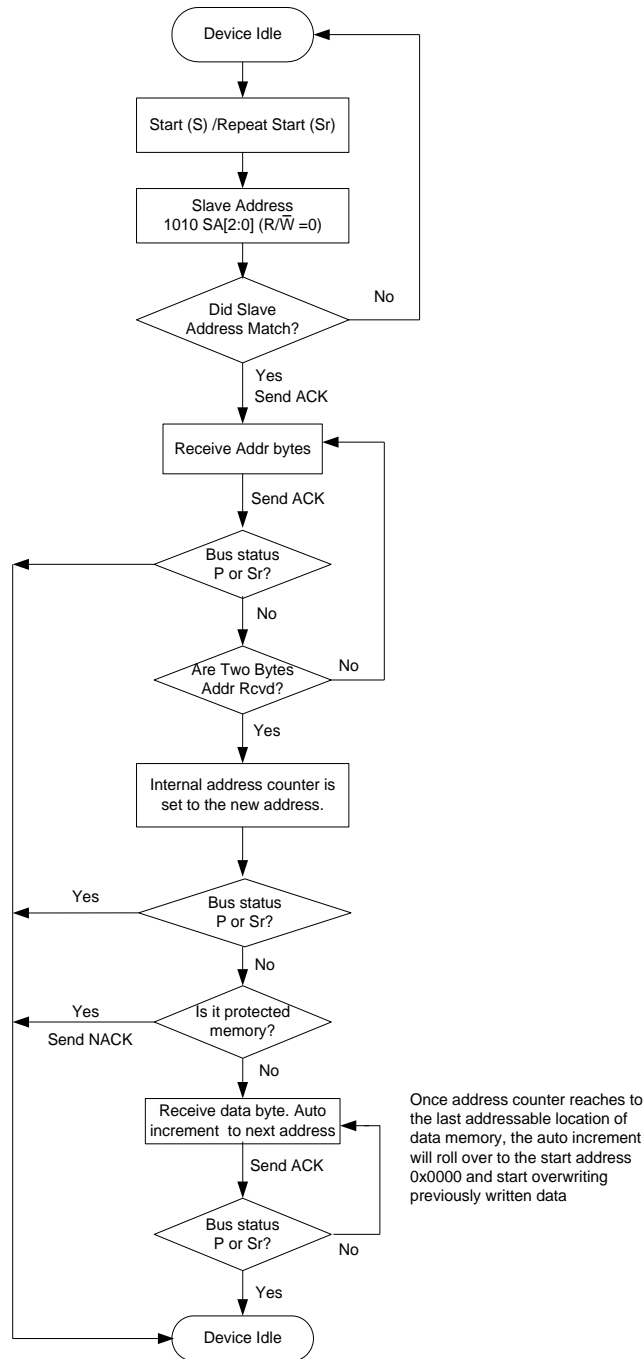 Device Idle
Start (S) /Repeat Start (Sr)
Slave Address
1010 SA[2:0] (R/W̅ =0)
Did Slave
Address Match?
No
Yes
Send ACK
Receive Addr bytes
Send ACK
Bus status
P or Sr?
No
Are Two Bytes
Addr Rcvd?
No
Yes
Internal address counter is
set to the new address.
Bus status
P or Sr?
Yes
No
Is it protected
memory?
Yes
Send NACK
No
Receive data byte. Auto
increment to next address
Once address counter reaches to
the last addressable location of
data memory, the auto increment
will roll over to the start address
0x0000 and start overwriting
previously written data
Send ACK
Bus status
P or Sr?
No
Yes
Device Idle